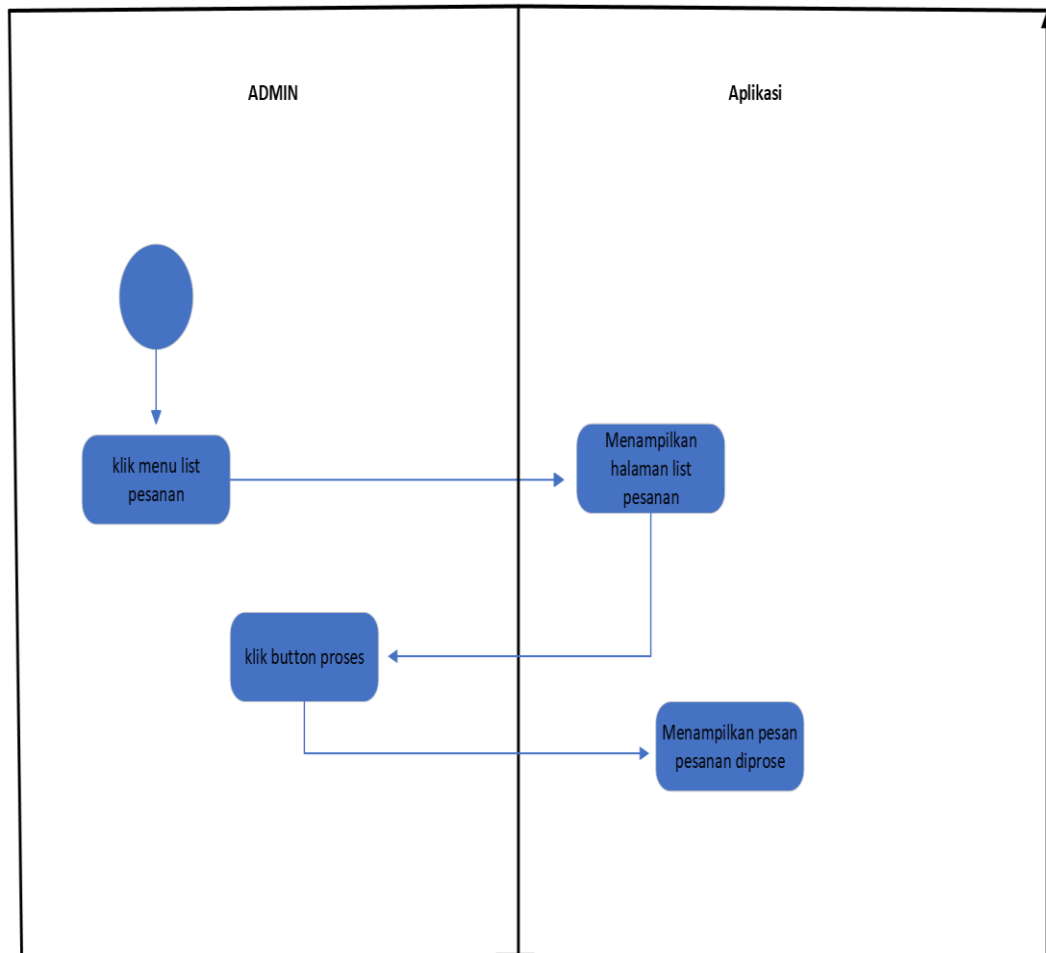 ADMIN
Aplikasi
klik menu list
pesanan
Menampilkan
halaman list
pesanan
klik button proses
Menampilkan pesan
pesanan diprose